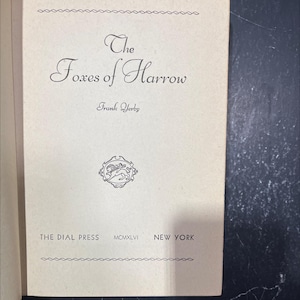 The
Foxes of Harrow
Frank Yerby
THE DIAL PRESS MCMXLVI NEW YORK